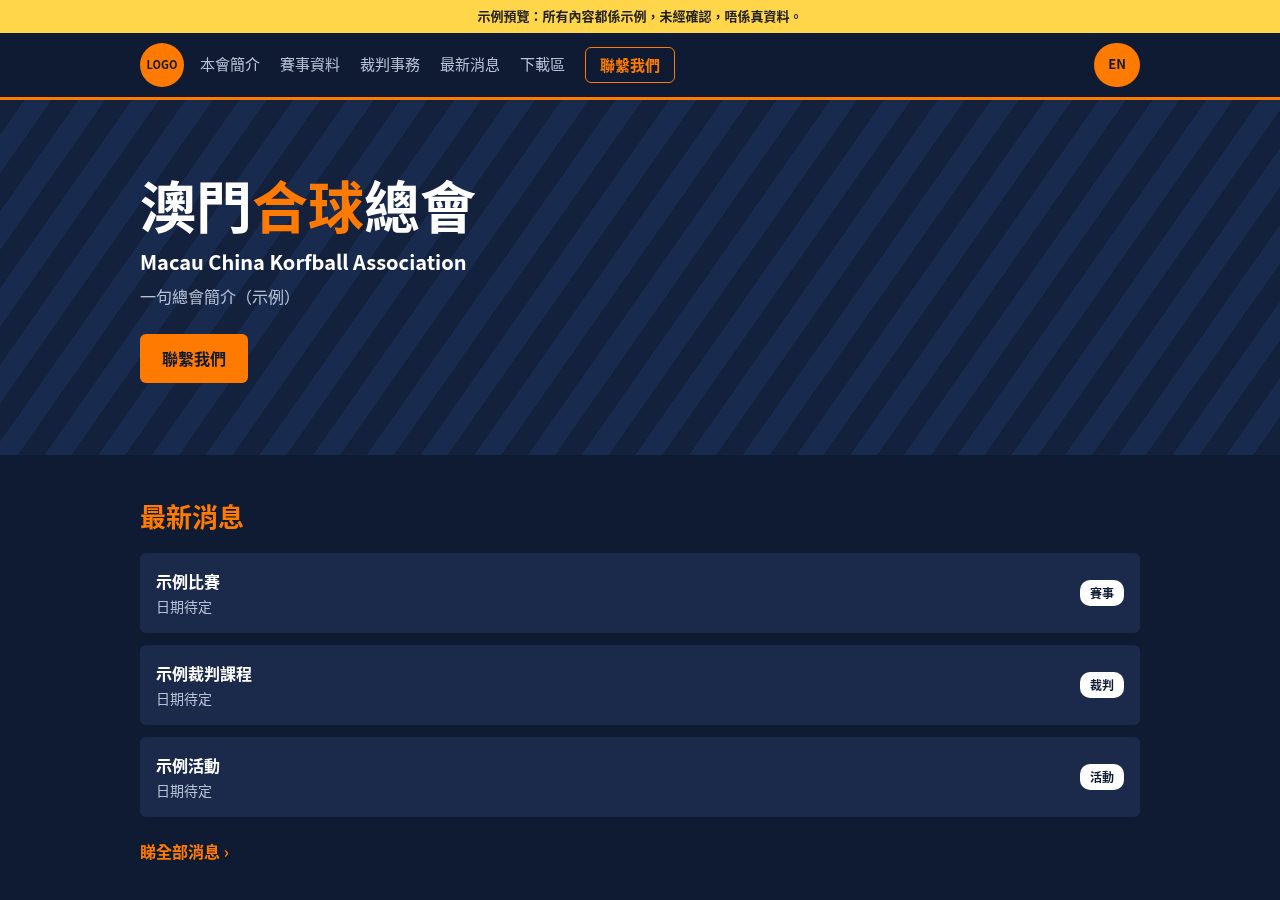 示例預覽：所有內容都係示例，未經確認，唔係真資料。
LOGO 本會簡介 賽事資料 裁判事務 最新消息 下載區 聯繫我們 EN
澳門合球總會
Macau China Korfball Association
一句總會簡介（示例）
聯繫我們
最新消息
示例比賽
日期待定
賽事
示例裁判課程
日期待定
裁判
示例活動
日期待定
活動
睇全部消息 ›